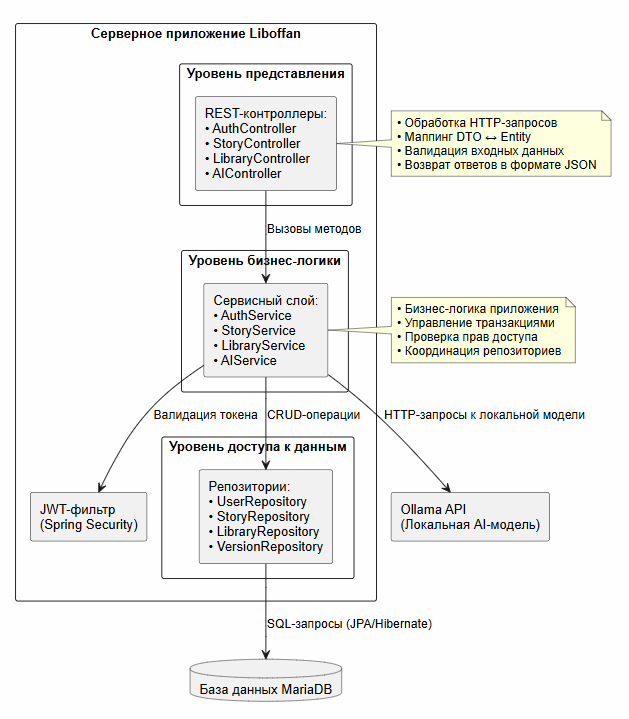 Серверное приложение Liboffan
Уровень представления
REST-контроллеры:
• AuthController
• StoryController
• LibraryController
• AIController
• Обработка HTTP-запросов
• Маппинг DTO ↔ Entity
• Валидация входных данных
• Возврат ответов в формате JSON
Вызовы методов
Уровень бизнес-логики
Сервисный слой:
• AuthService
• StoryService
• LibraryService
• AIService
• Бизнес-логика приложения
• Управление транзакциями
• Проверка прав доступа
• Координация репозиториев
Валидация токена
CRUD-операции
HTTP-запросы к локальной модели
Уровень доступа к данным
JWT-фильтр
(Spring Security)
Репозитории:
• UserRepository
• StoryRepository
• LibraryRepository
• VersionRepository
Ollama API
(Локальная AI-модель)
SQL-запросы (JPA/Hibernate)
База данных MariaDB